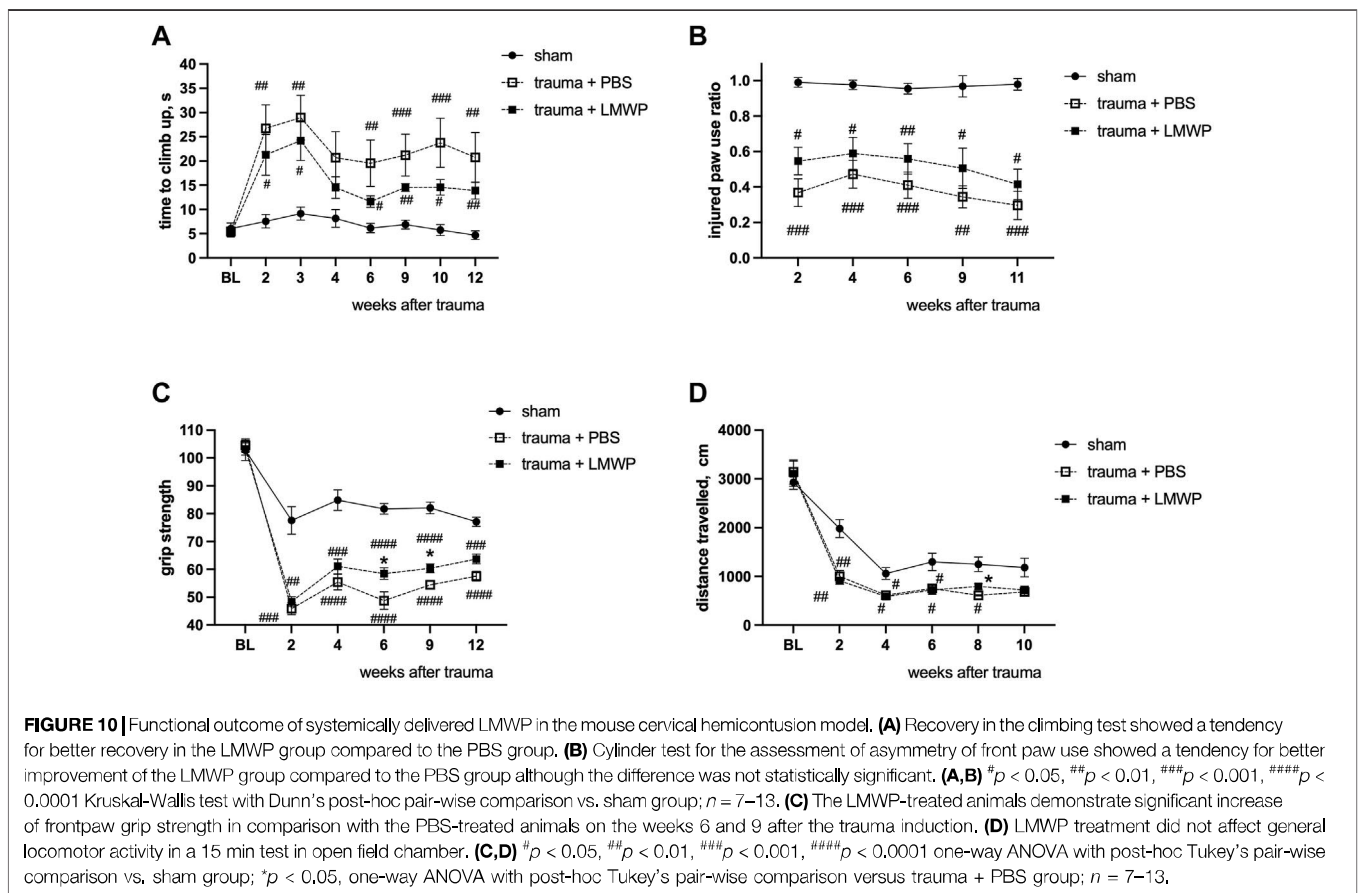 A
sham
trauma + PBS
trauma + LMWP
time to climb up, s
40
35
30
25
20
15
10
5
0
## ## ## ### ### ##
# # # ## # ##
BL 2 3 4 6 9 10 12
weeks after trauma
B
sham
trauma + PBS
trauma + LMWP
injured paw use ratio
1.0
0.8
0.6
0.4
0.2
0.0
# # ## # #
### ### ### ## ###
2 4 6 9 11
weeks after trauma
C
sham
trauma + PBS
trauma + LMWP
grip strength
110
100
90
80
70
60
50
40
## ### #### #### ###
* *
### #### #### #### ####
BL 2 4 6 9 12
weeks after trauma
D
sham
trauma + PBS
trauma + LMWP
distance travelled, cm
4000
3000
2000
1000
0
## # # *
## # # #
BL 2 4 6 8 10
weeks after trauma
FIGURE 10 | Functional outcome of systemically delivered LMWP in the mouse cervical hemicontusion model. (A) Recovery in the climbing test showed a tendency
for better recovery in the LMWP group compared to the PBS group. (B) Cylinder test for the assessment of asymmetry of front paw use showed a tendency for better
improvement of the LMWP group compared to the PBS group although the difference was not statistically significant. (A,B) #p < 0.05, ##p < 0.01, ###p < 0.001, ####p <
0.0001 Kruskal-Wallis test with Dunn's post-hoc pair-wise comparison vs. sham group; n = 7–13. (C) The LMWP-treated animals demonstrate significant increase
of frontpaw grip strength in comparison with the PBS-treated animals on the weeks 6 and 9 after the trauma induction. (D) LMWP treatment did not affect general
locomotor activity in a 15 min test in open field chamber. (C,D) #p < 0.05, ##p < 0.01, ###p < 0.001, ####p < 0.0001 one-way ANOVA with post-hoc Tukey's pair-wise
comparison vs. sham group; *p < 0.05, one-way ANOVA with post-hoc Tukey's pair-wise comparison versus trauma + PBS group; n = 7–13.